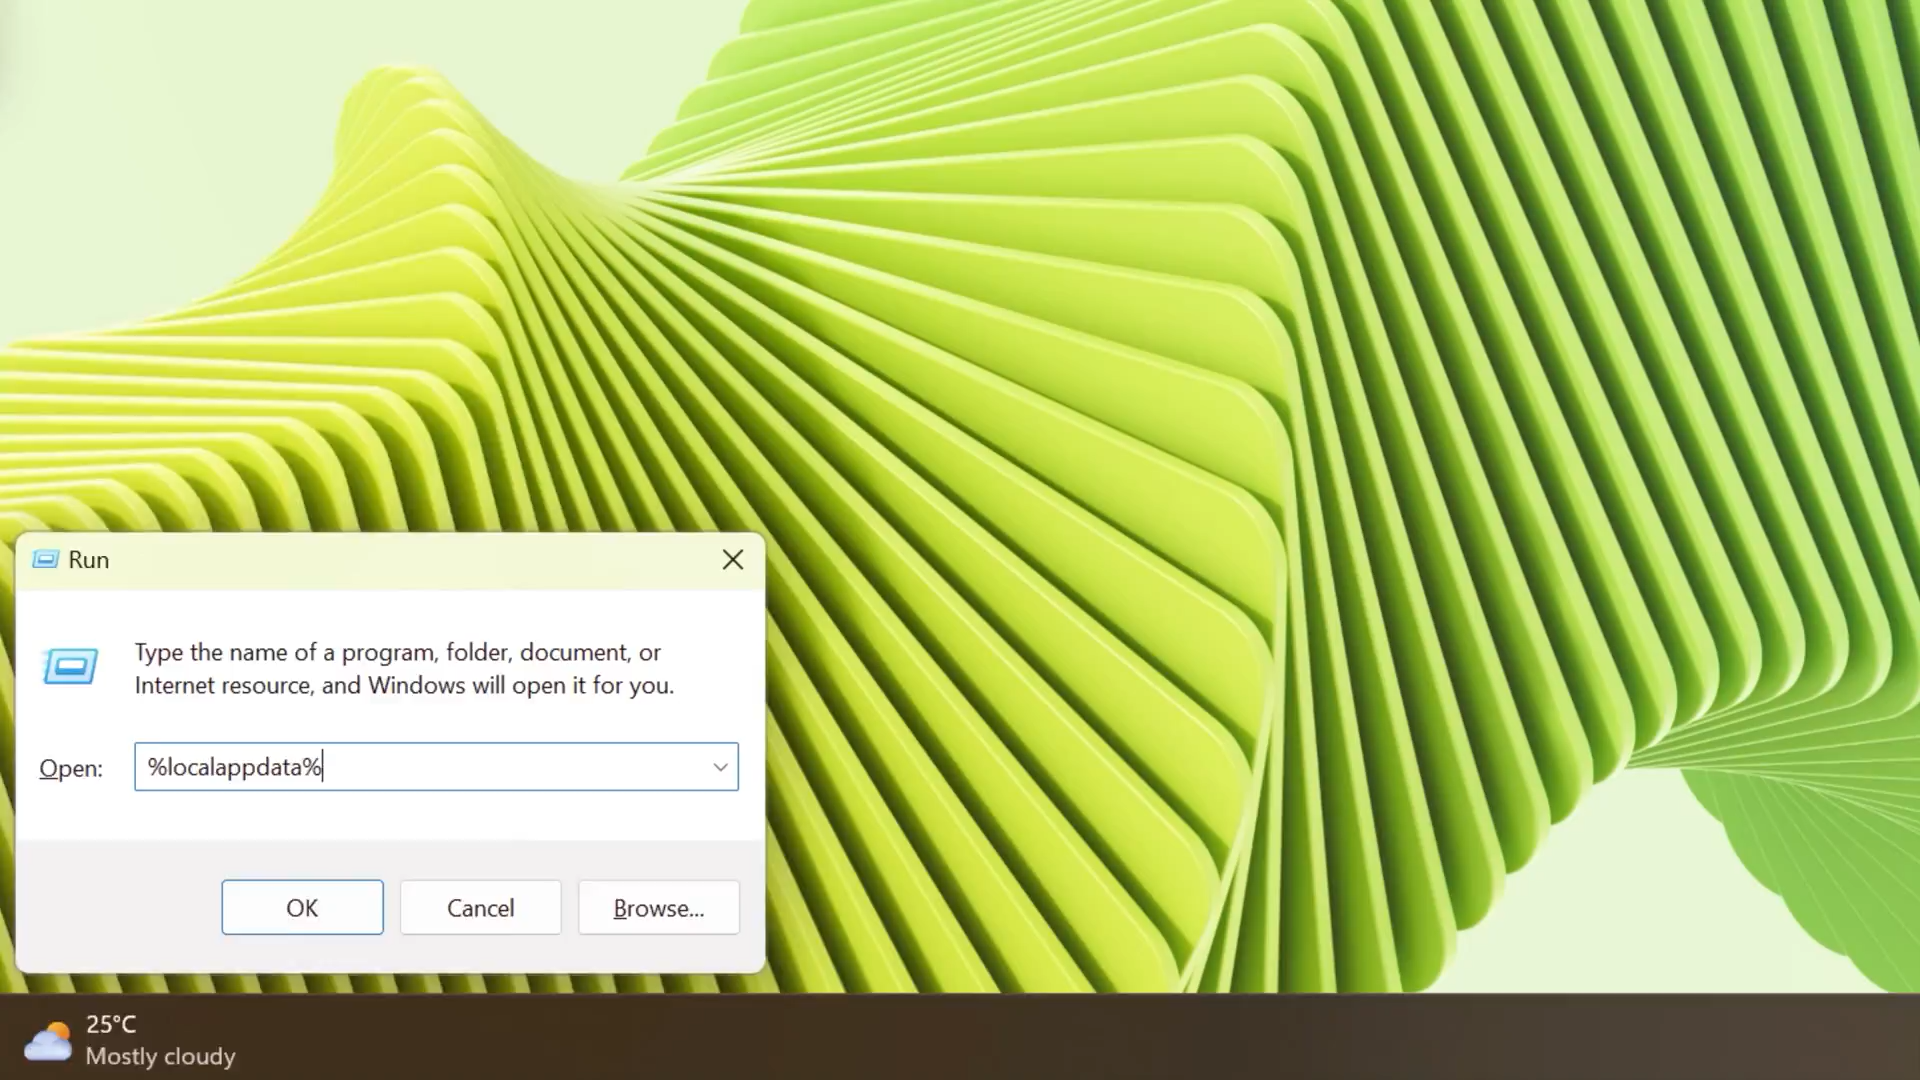 Run
Type the name of a program, folder, document, or
Internet resource, and Windows will open it for you.
Open: %localappdata%
OK Cancel Browse...
25°C
Mostly cloudy